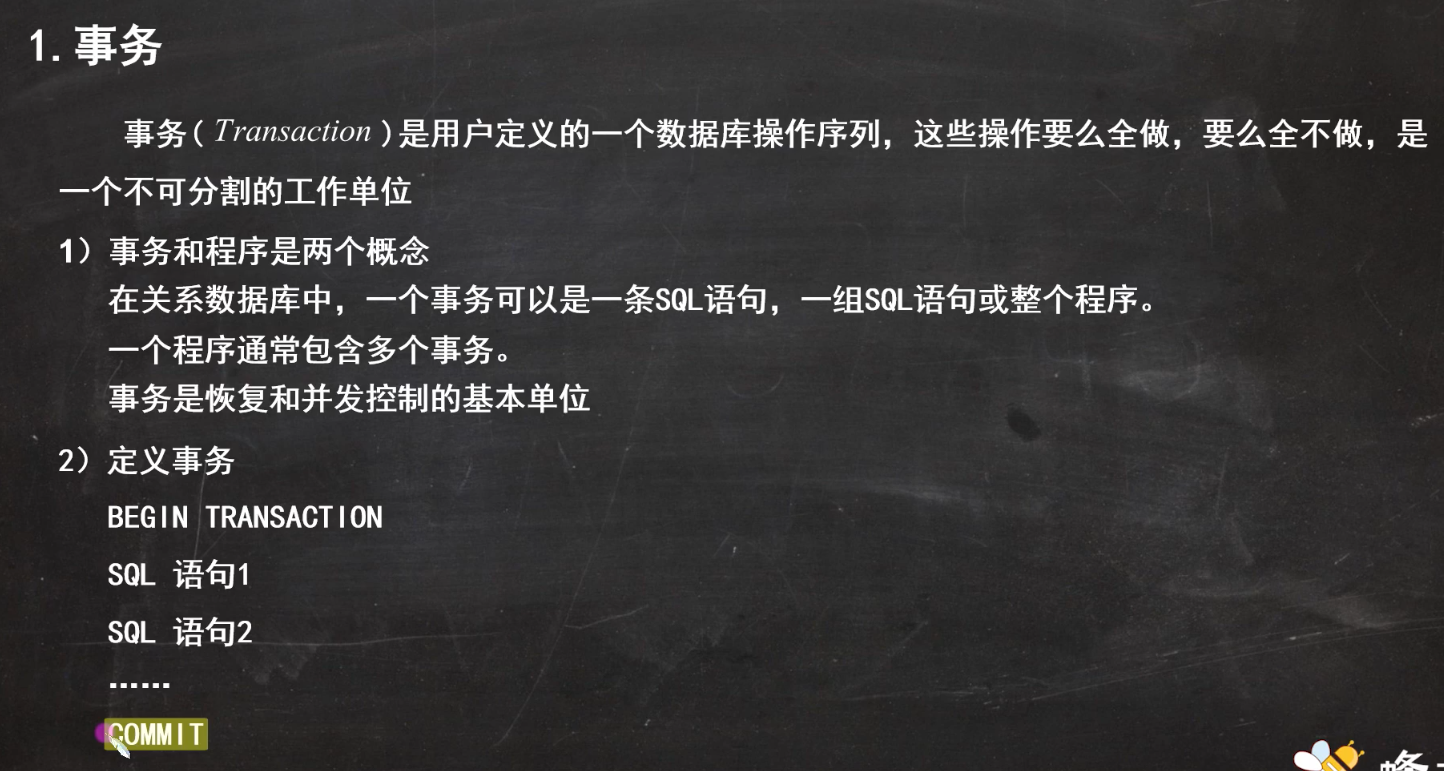 1.事务
事务(Transaction)是用户定义的一个数据库操作序列，这些操作要么全做，要么全不做，是
一个不可分割的工作单位
1）事务和程序是两个概念
在关系数据库中，一个事务可以是一条SQL语句，一组SQL语句或整个程序。
一个程序通常包含多个事务。
事务是恢复和并发控制的基本单位
2）定义事务
BEGIN TRANSACTION
SQL 语句1
SQL 语句2
……
COMMIT